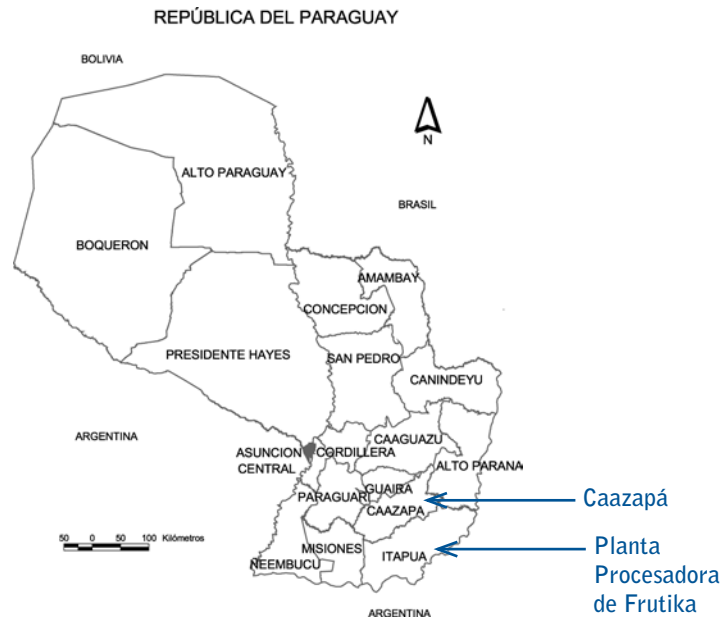 REPÚBLICA DEL PARAGUAY
BOLIVIA
N
ALTO PARAGUAY
BRASIL
BOQUERON
AMAMBAY
CONCEPCION
PRESIDENTE HAYES
SAN PEDRO
CANINDEYU
ARGENTINA
CAAGUAZU
ASUNCION
CORDILLERA
CENTRAL
ALTO PARANA
GUAIRA
PARAGUARI
CAAZAPA
Caazapá
50 0 50 100 Kilómetros
MISIONES
ITAPUA
Planta
Procesadora
de Frutika
ÑEEMBUCU
ARGENTINA